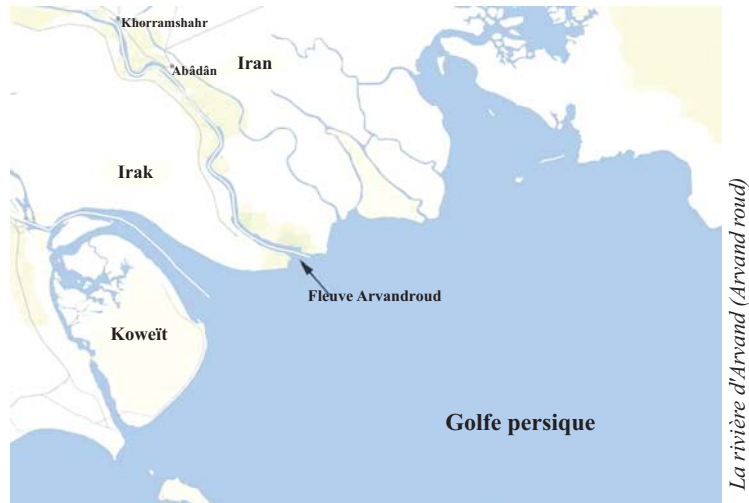 Khorramshahr
Abâdân
Iran
Irak
Fleuve Arvandroud
Koweït
Golfe persique
La rivière d'Arvand (Arvand roud)